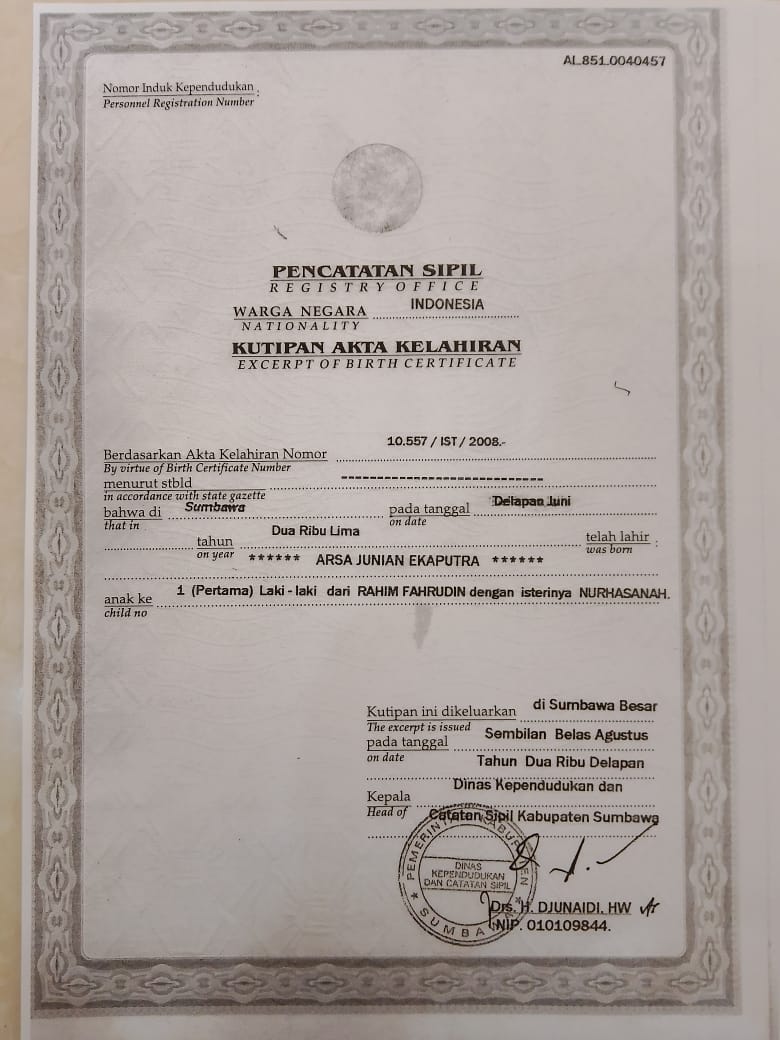 AL.851.0040457
Nomor Induk Kependudukan :
Personnel Registration Number
PENCATATAN SIPIL
REGISTRY OFFICE
WARGA NEGARA INDONESIA
NATIONALITY
KUTIPAN AKTA KELAHIRAN
EXCERPT OF BIRTH CERTIFICATE
Berdasarkan Akta Kelahiran Nomor 10.557 / IST / 2008.-
By virtue of Birth Certificate Number
menurut stbld ---------------------------
in accordance with state gazette
bahwa di Sumbawa pada tanggal Delapan Juni
that in on date
tahun Dua Ribu Lima telah lahir :
on year was born
****** ARSA JUNIAN EKAPUTRA ******
anak ke 1 (Pertama) Laki - laki dari RAHIM FAHRUDIN dengan isterinya NURHASANAH.
child no
Kutipan ini dikeluarkan di Sumbawa Besar
The excerpt is issued
pada tanggal Sembilan Belas Agustus
on date
Tahun Dua Ribu Delapan
Kepala Dinas Kependudukan dan
Head of
Catatan Sipil Kabupaten Sumbawa
PEMERINTAH KABUPATEN
DINAS
KEPENDUDUKAN
DAN CATATAN SIPIL
* SUMBAWA *
Drs. H. DJUNAIDI. HW
NIP. 010109844.